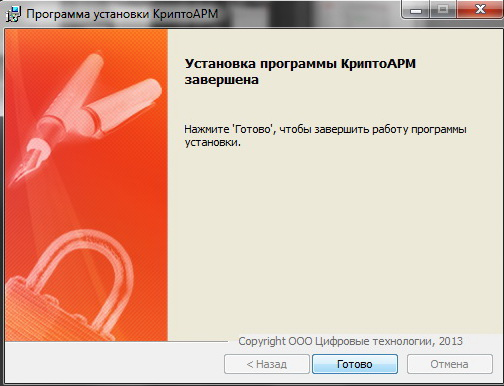 Программа установки КриптоАРМ
Установка программы КриптоАРМ
завершена
Нажмите 'Готово', чтобы завершить работу программы
установки.
Copyright ООО Цифровые технологии, 2013
< Назад
Готово
Отмена